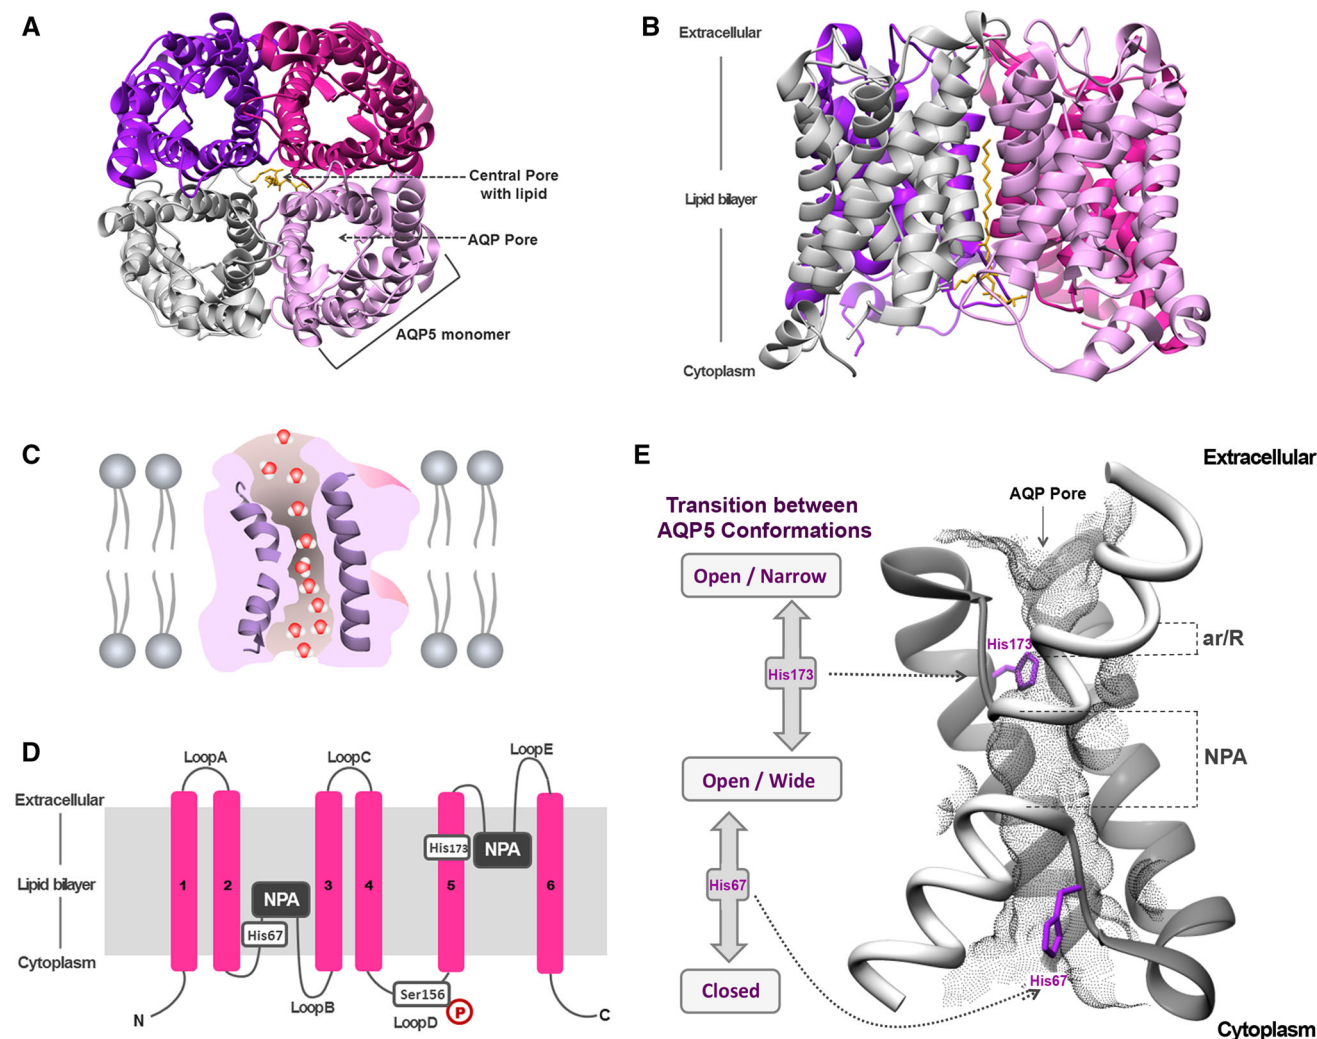 A
Central Pore
with lipid
AQP Pore
AQP5 monomer
B
Extracellular
Lipid bilayer
Cytoplasm
C
D
LoopA
LoopC
LoopE
Extracellular
His173
NPA
Lipid bilayer
1
2
3
4
5
6
NPA
His67
Cytoplasm
Ser156
P
LoopB
LoopD
N
C
E
Extracellular
AQP Pore
Transition between
AQP5 Conformations
Open / Narrow
His173
Open / Wide
His67
Closed
His173
ar/R
NPA
His67
Cytoplasm